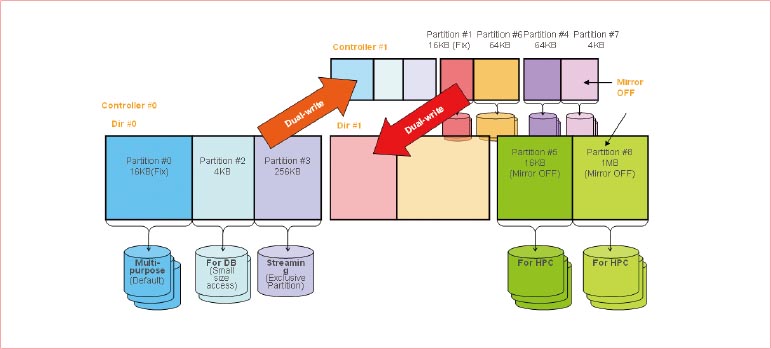 Partition #1
16KB (Fix)
Partition #6
64KB
Partition #4
64KB
Partition #7
4KB
Controller #1
Mirror
OFF
Controller #0
Dir #0
Dual-write
Dir #1
Dual-write
Partition #0
16KB(Fix)
Partition #2
4KB
Partition #3
256KB
Partition #5
16KB
(Mirror OFF)
Partition #8
1MB
(Mirror OFF)
Multi-
purpose
(Default)
For DB
(Small
size
access)
Streamin
g
(Exclusive
Partition)
For HPC
For HPC